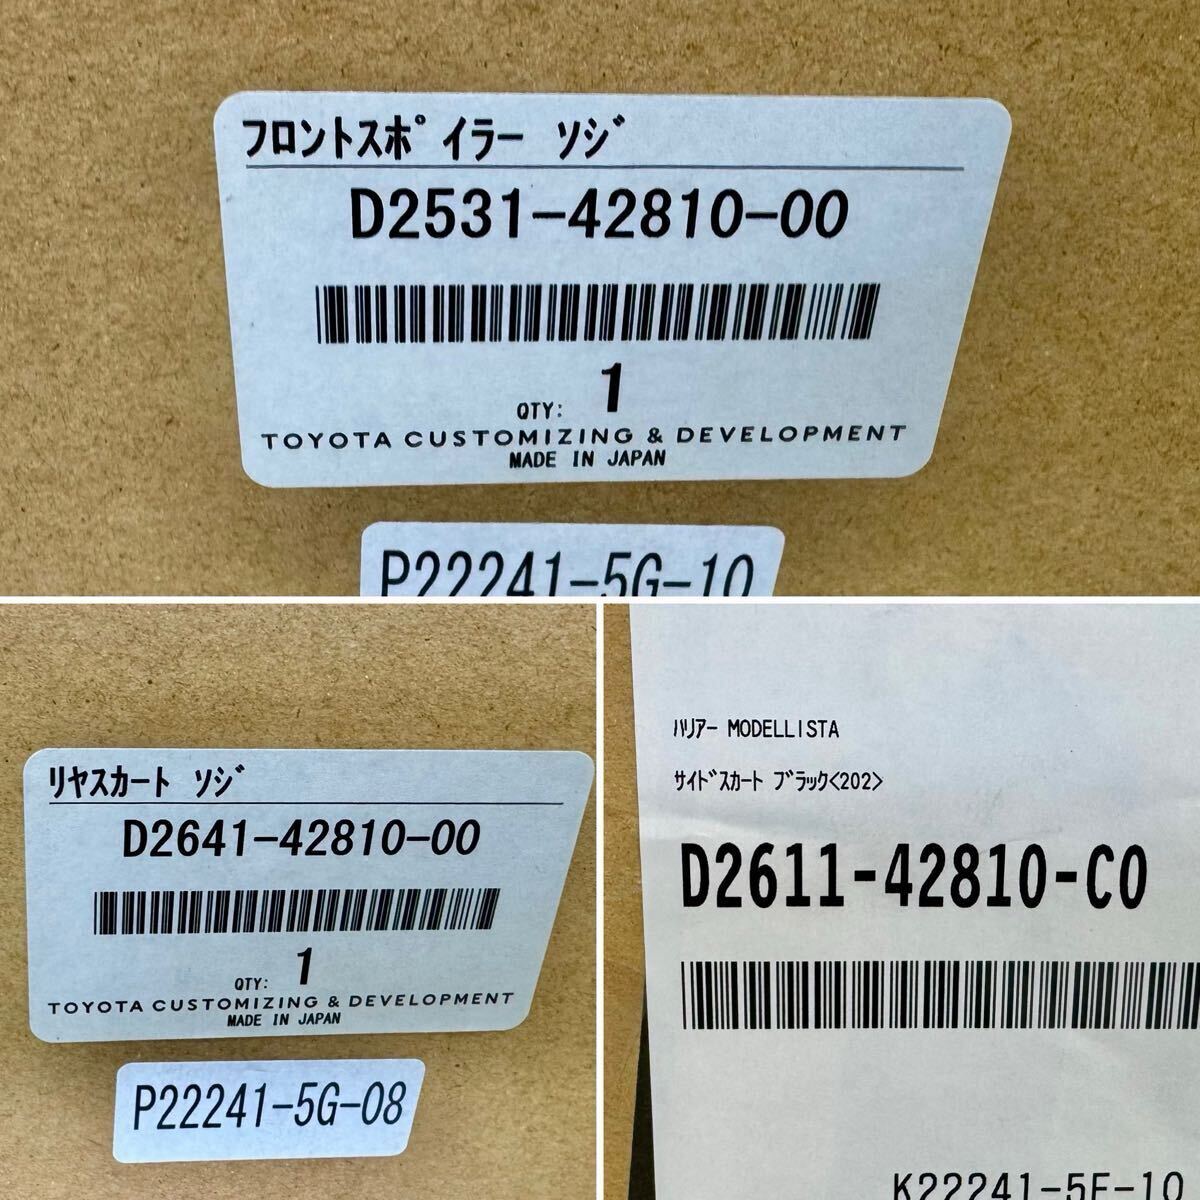 フロントスポイラー ソジ
D2531-42810-00
QTY: 1
TOYOTA CUSTOMIZING & DEVELOPMENT
MADE IN JAPAN
P22241-5G-10
リヤスカート ソジ
D2641-42810-00
QTY: 1
TOYOTA CUSTOMIZING & DEVELOPMENT
MADE IN JAPAN
P22241-5G-08
ハリアー MODELLISTA
サイドスカート ブラック<202>
D2611-42810-C0
K22241-5F-10